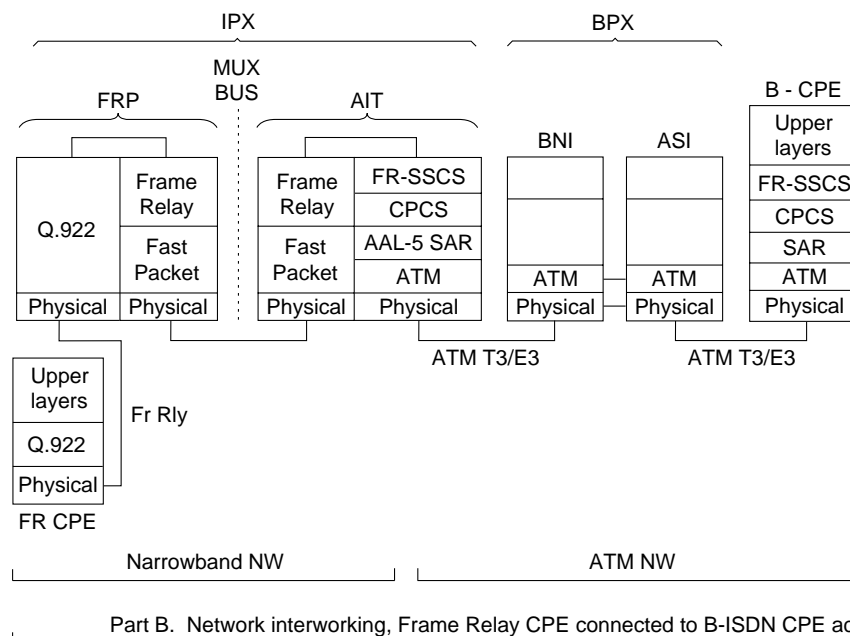 IPX
BPX
MUX
BUS
FRP
AIT
B - CPE
BNI
ASI
Q.922
Physical
Frame
Relay
Fast
Packet
Physical
Frame
Relay
Fast
Packet
Physical
FR-SSCS
CPCS
AAL-5 SAR
ATM
Physical
ATM
Physical
ATM
Physical
Upper
layers
FR-SSCS
CPCS
SAR
ATM
Physical
ATM T3/E3
ATM T3/E3
Upper
layers
Q.922
Physical
Fr Rly
FR CPE
Narrowband NW
ATM NW
Part B. Network interworking, Frame Relay CPE connected to B-ISDN CPE